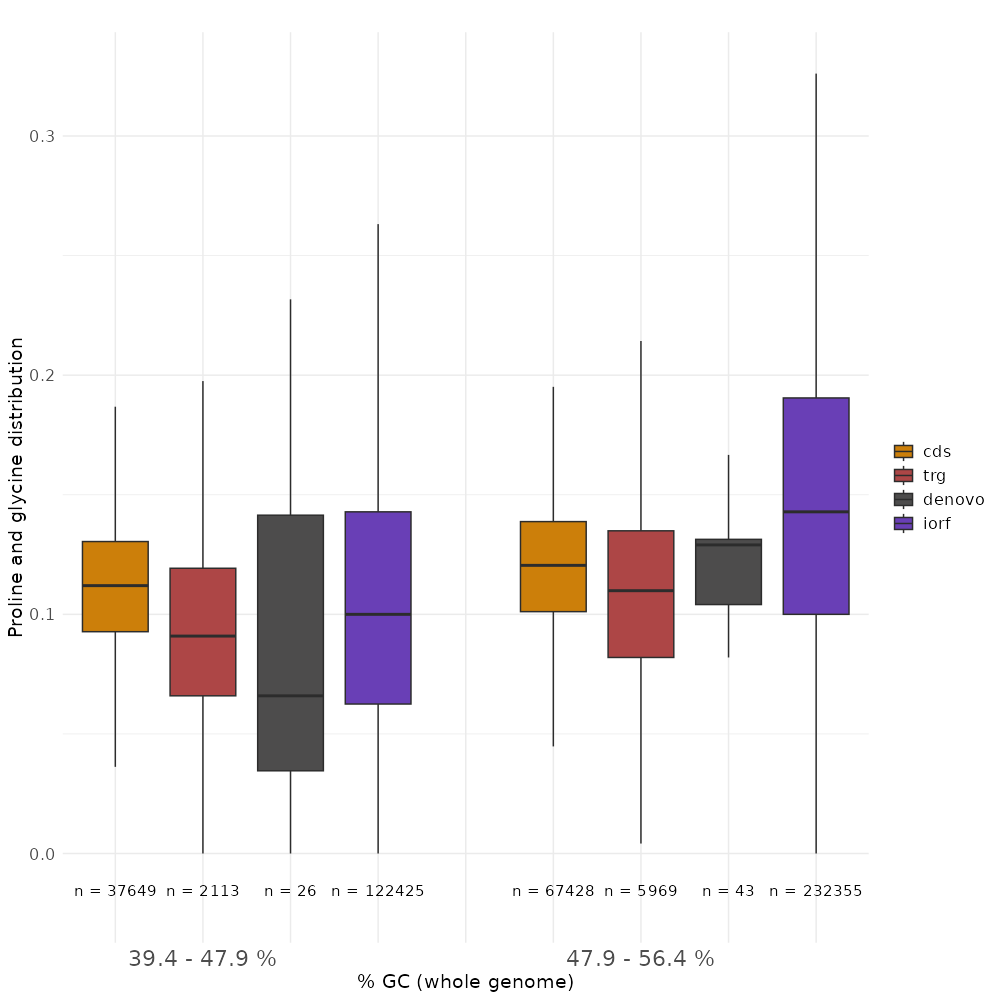 Proline and glycine distribution
0.3
0.2
0.1
0.0
n = 37649 n = 2113 n = 26 n = 122425 n = 67428 n = 5969 n = 43 n = 232355
39.4 - 47.9 % 47.9 - 56.4 %
% GC (whole genome)
cds
trg
denovo
iorf